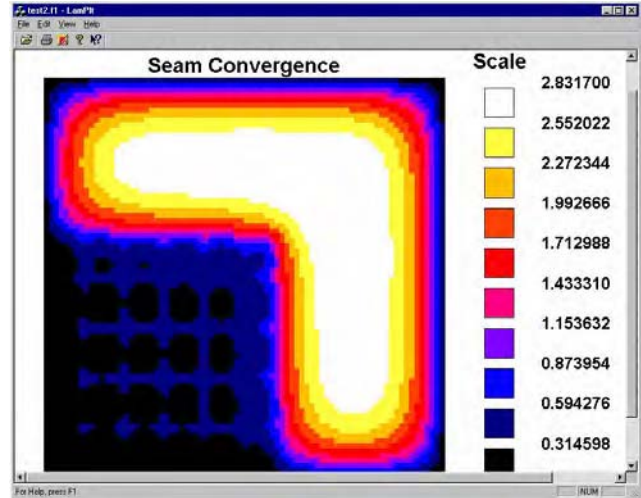 test2.f1 - LamPlt
File Edit View Help
Seam Convergence
Scale
2.831700
2.552022
2.272344
1.992666
1.712988
1.433310
1.153632
0.873954
0.594276
0.314598
For Help, press F1
NUM